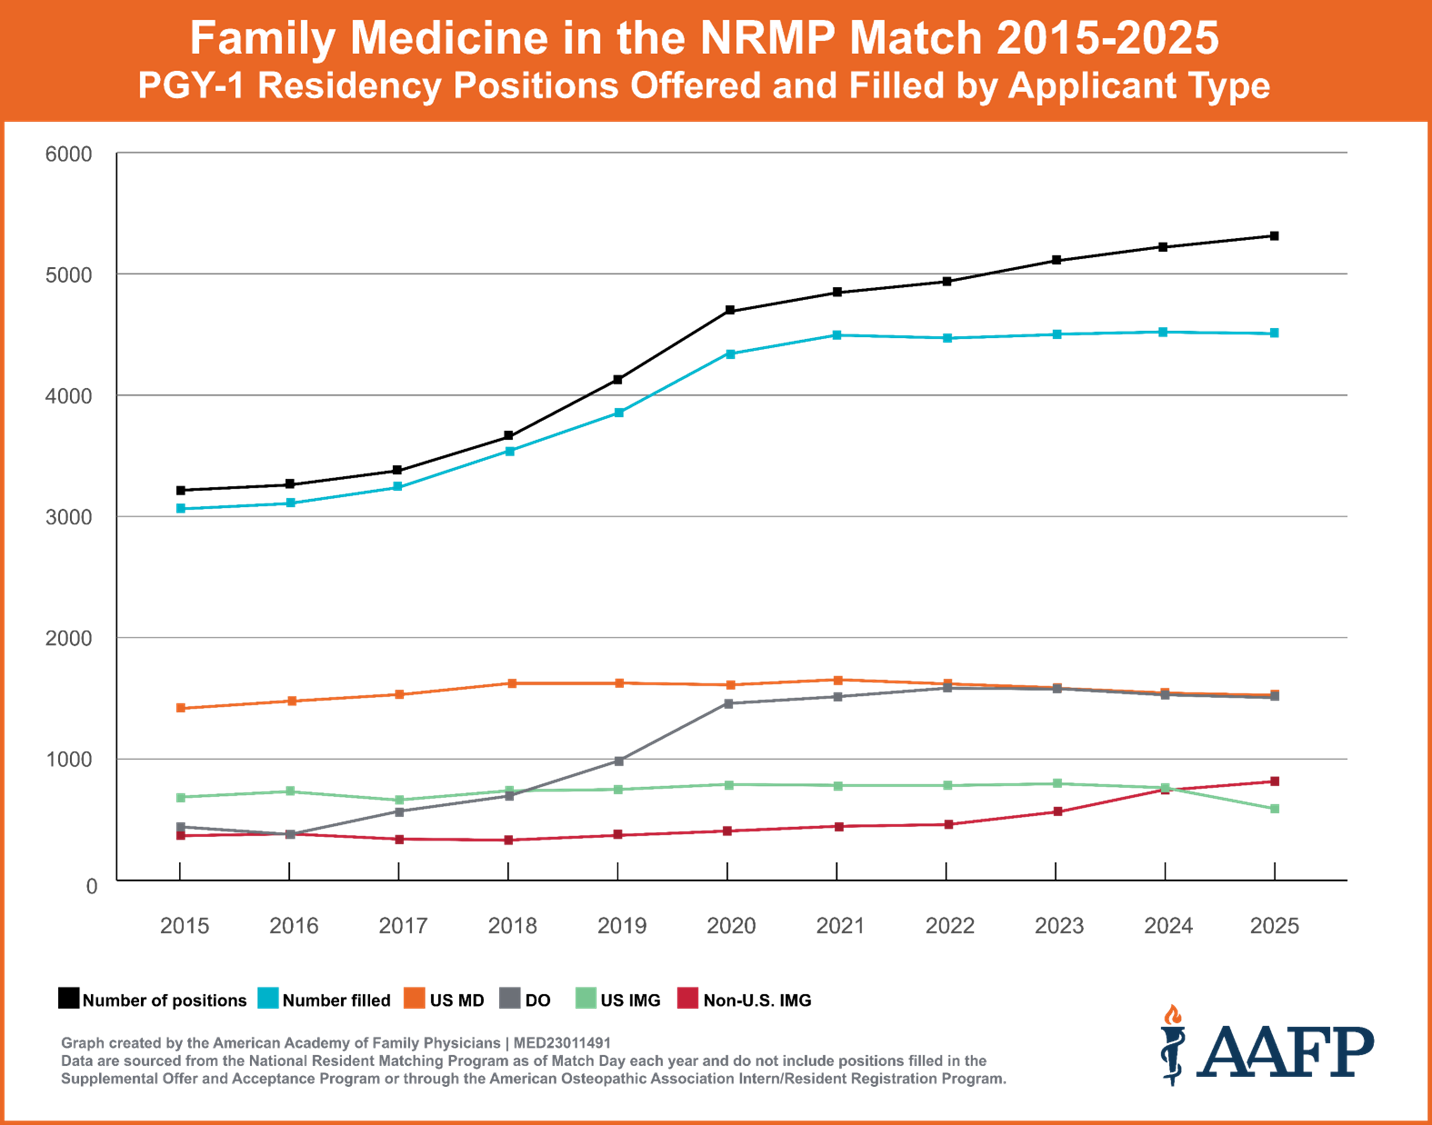 Family Medicine in the NRMP Match 2015-2025
PGY-1 Residency Positions Offered and Filled by Applicant Type
6000
5000
4000
3000
2000
1000
0
2015 2016 2017 2018 2019 2020 2021 2022 2023 2024 2025
Number of positions Number filled US MD DO US IMG Non-U.S. IMG
Graph created by the American Academy of Family Physicians | MED23011491
Data are sourced from the National Resident Matching Program as of Match Day each year and do not include positions filled in the
Supplemental Offer and Acceptance Program or through the American Osteopathic Association Intern/Resident Registration Program.
AAFP